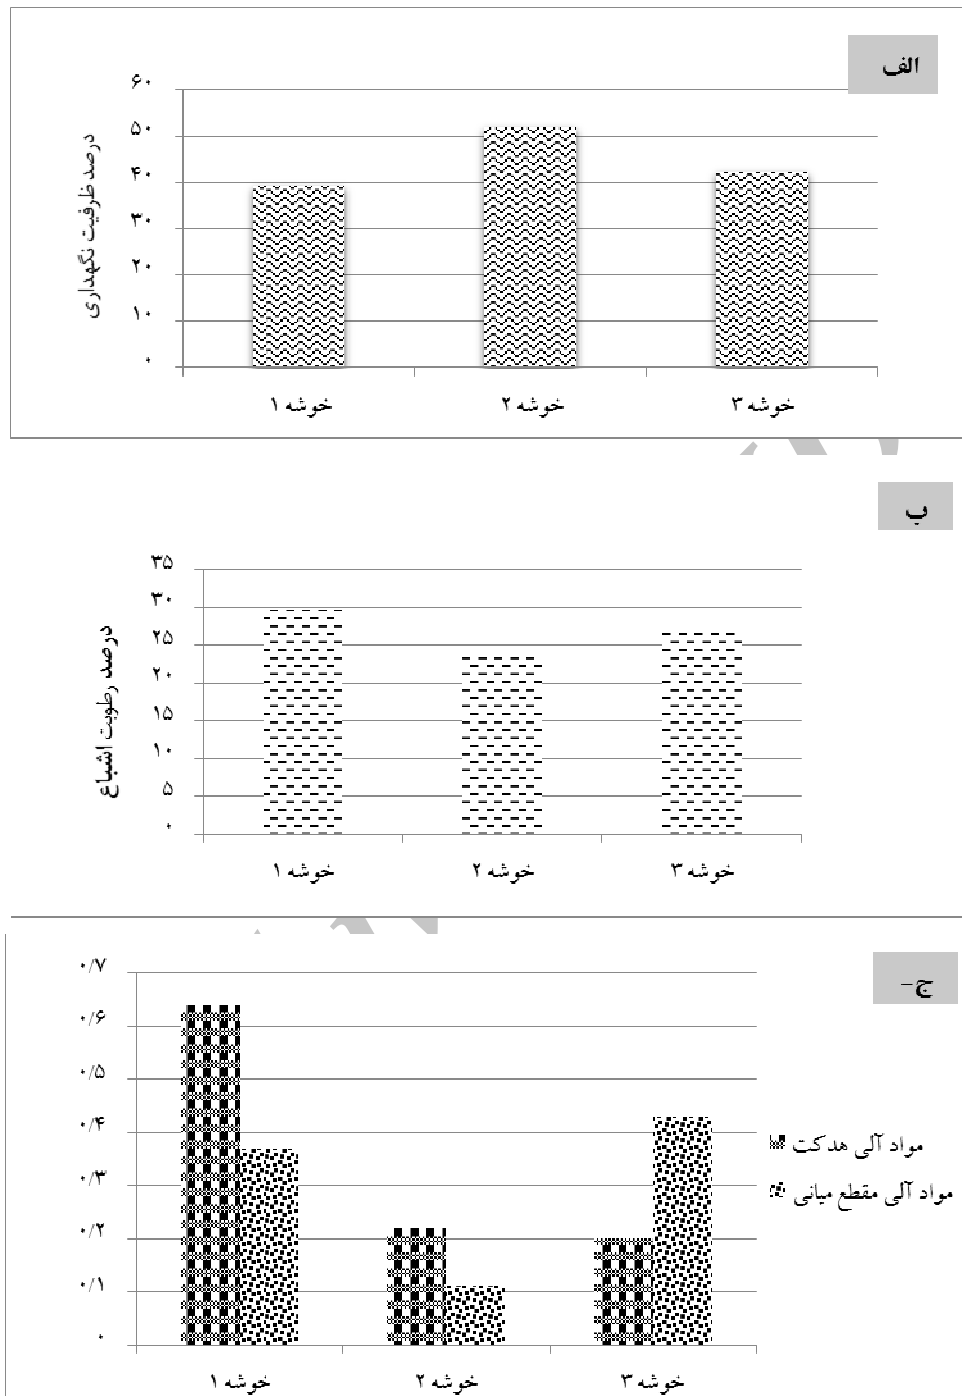 الف
۶۰
۵۰
۴۰
۳۰
۲۰
۱۰
۰
درصد ظرفیت نگهداری
خوشه ۱
خوشه ۲
خوشه ۳
پ
۳۵
۳۰
۲۵
۲۰
۱۵
۱۰
۵
۰
درصد رطوبت اشباع
خوشه ۱
خوشه ۲
خوشه ۳
ج-
۰/۷
۰/۶
۰/۵
۰/۴
۰/۳
۰/۲
۰/۱
۰
مواد آلی هدکت
مواد آلی مقطع میانی
خوشه ۱
خوشه ۲
خوشه ۳